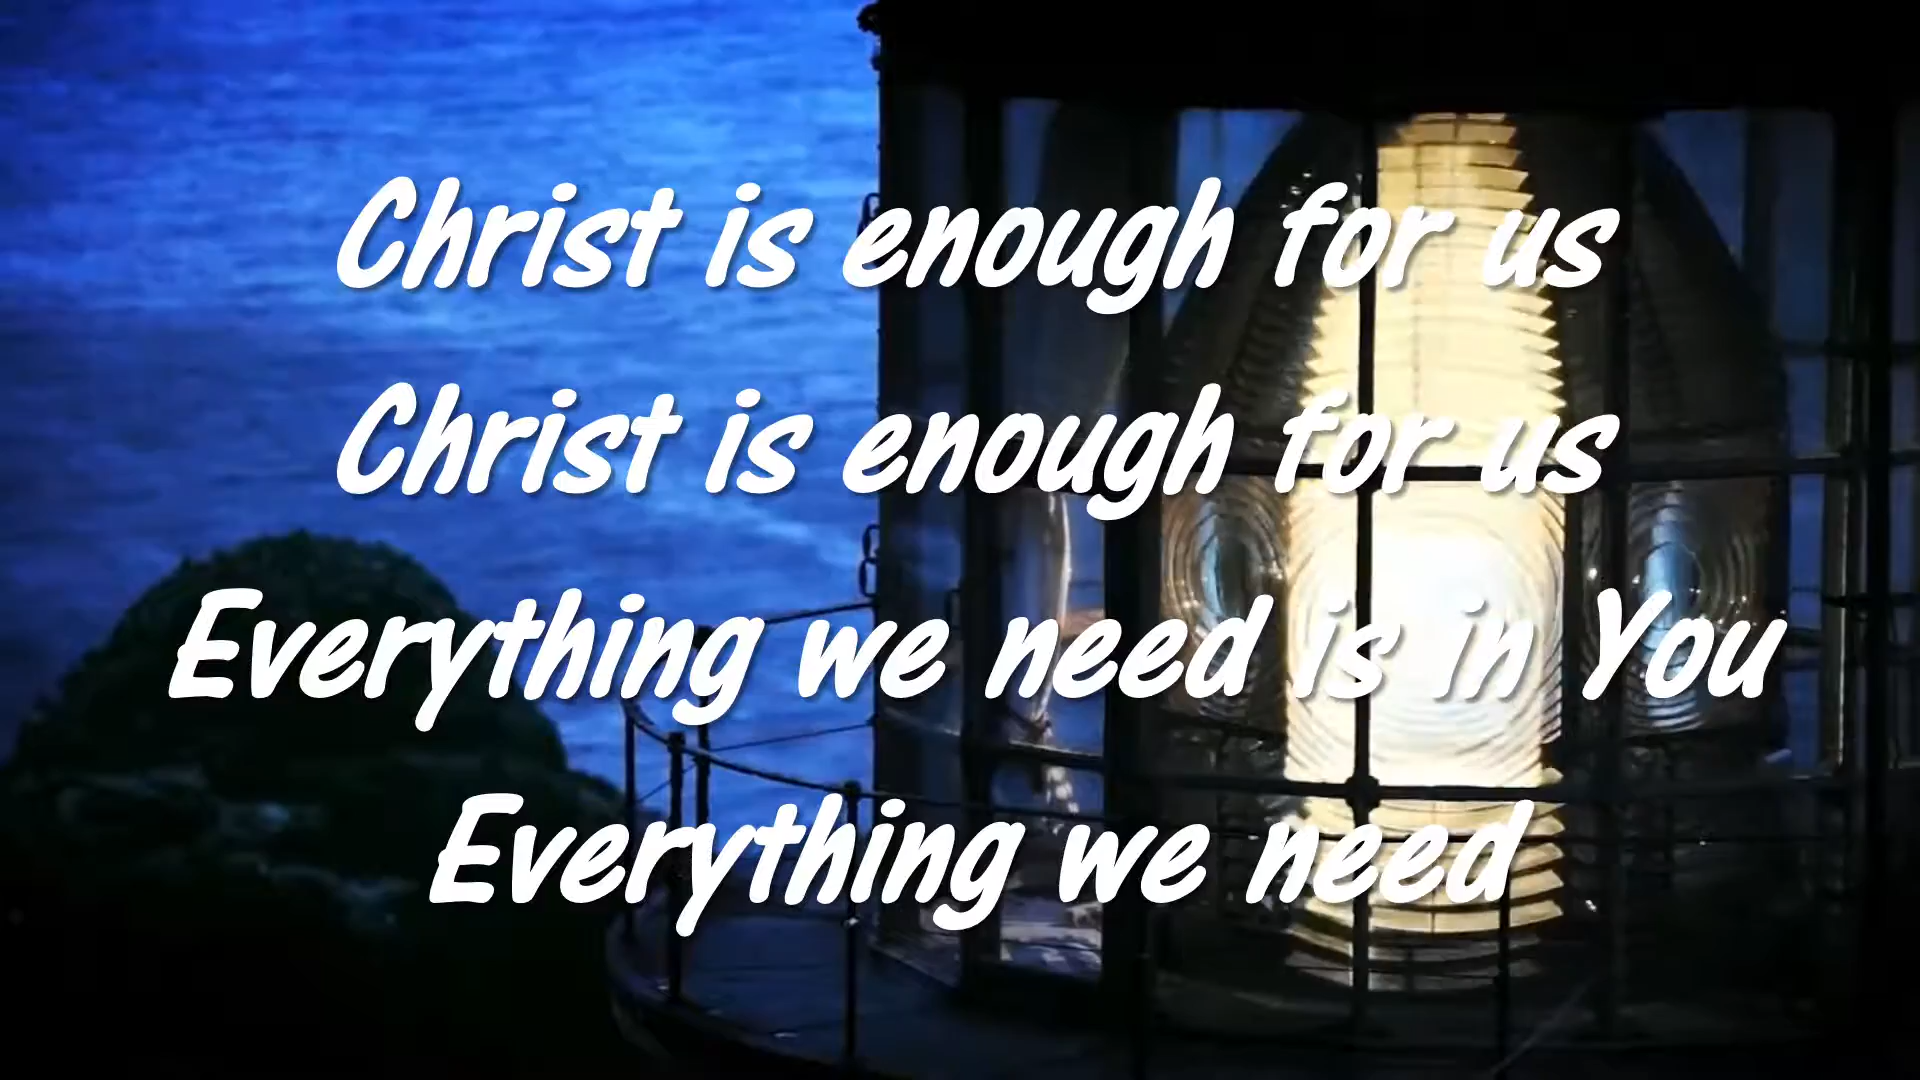 Christ is enough for us
Christ is enough for us
Everything we need is in You
Everything we need